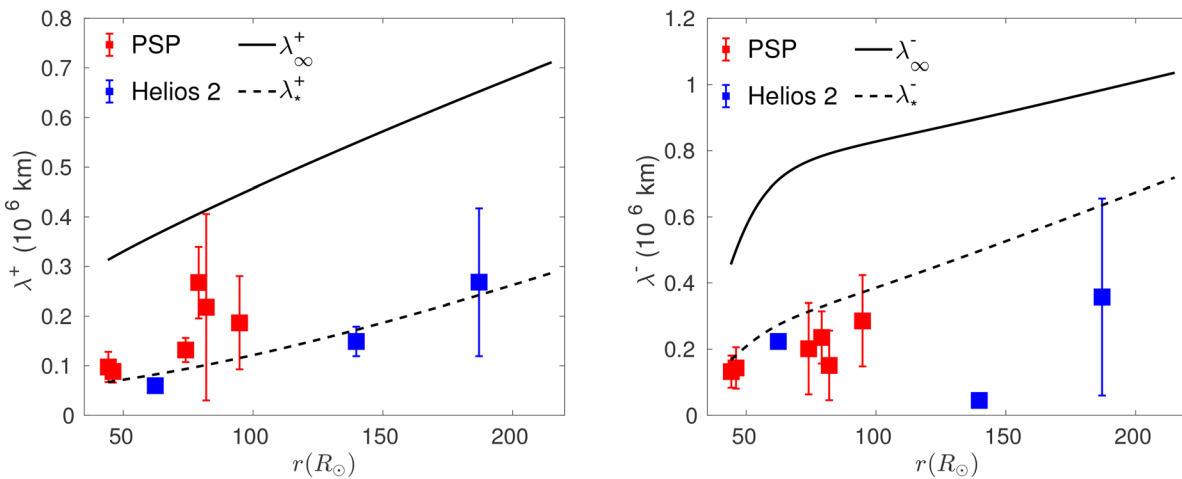 0.8
0.7
0.6
0.5
0.4
0.3
0.2
0.1
0
λ⁺ (10⁶ km)
PSP
Helios 2
λ⁺∞
λ⁺*
50
100
150
200
r(R⊙)
1.2
1
0.8
0.6
0.4
0.2
0
λ⁻ (10⁶ km)
PSP
Helios 2
λ⁻∞
λ⁻*
50
100
150
200
r(R⊙)